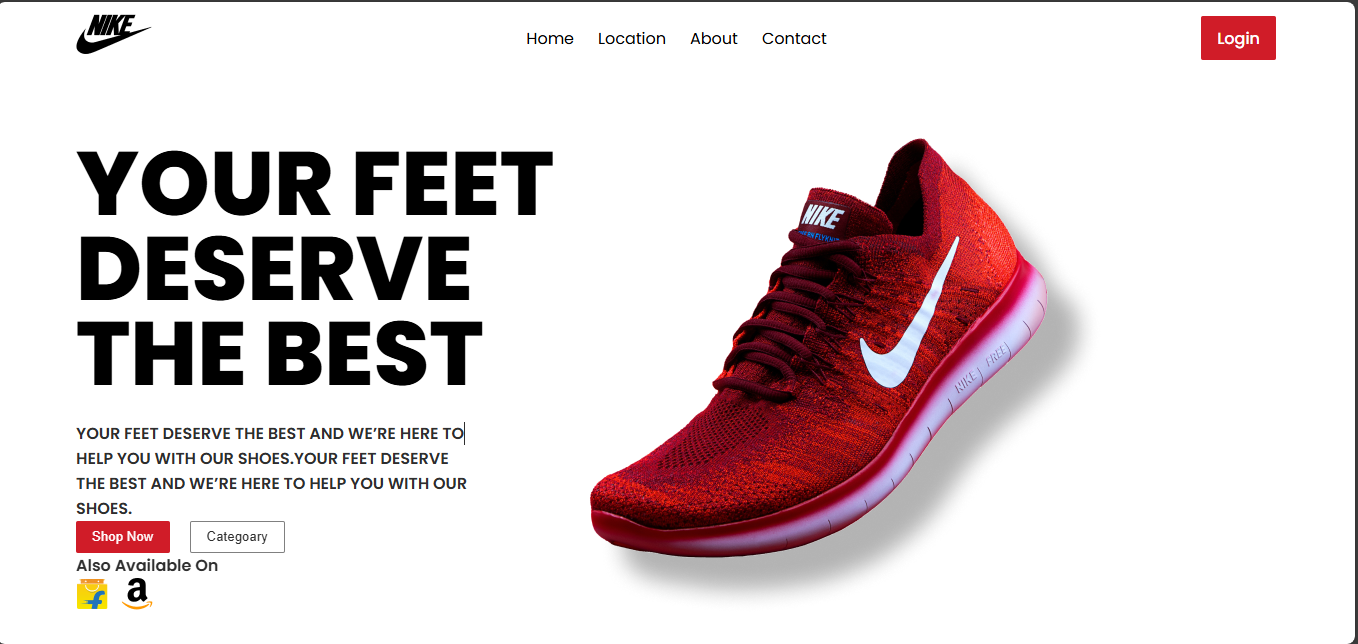 NIKE
Home Location About Contact
Login
YOUR FEET
DESERVE
THE BEST
NIKE
NIKE FREE
YOUR FEET DESERVE THE BEST AND WE’RE HERE TO
HELP YOU WITH OUR SHOES.YOUR FEET DESERVE
THE BEST AND WE’RE HERE TO HELP YOU WITH OUR
SHOES.
Shop Now
Categoary
Also Available On
f a